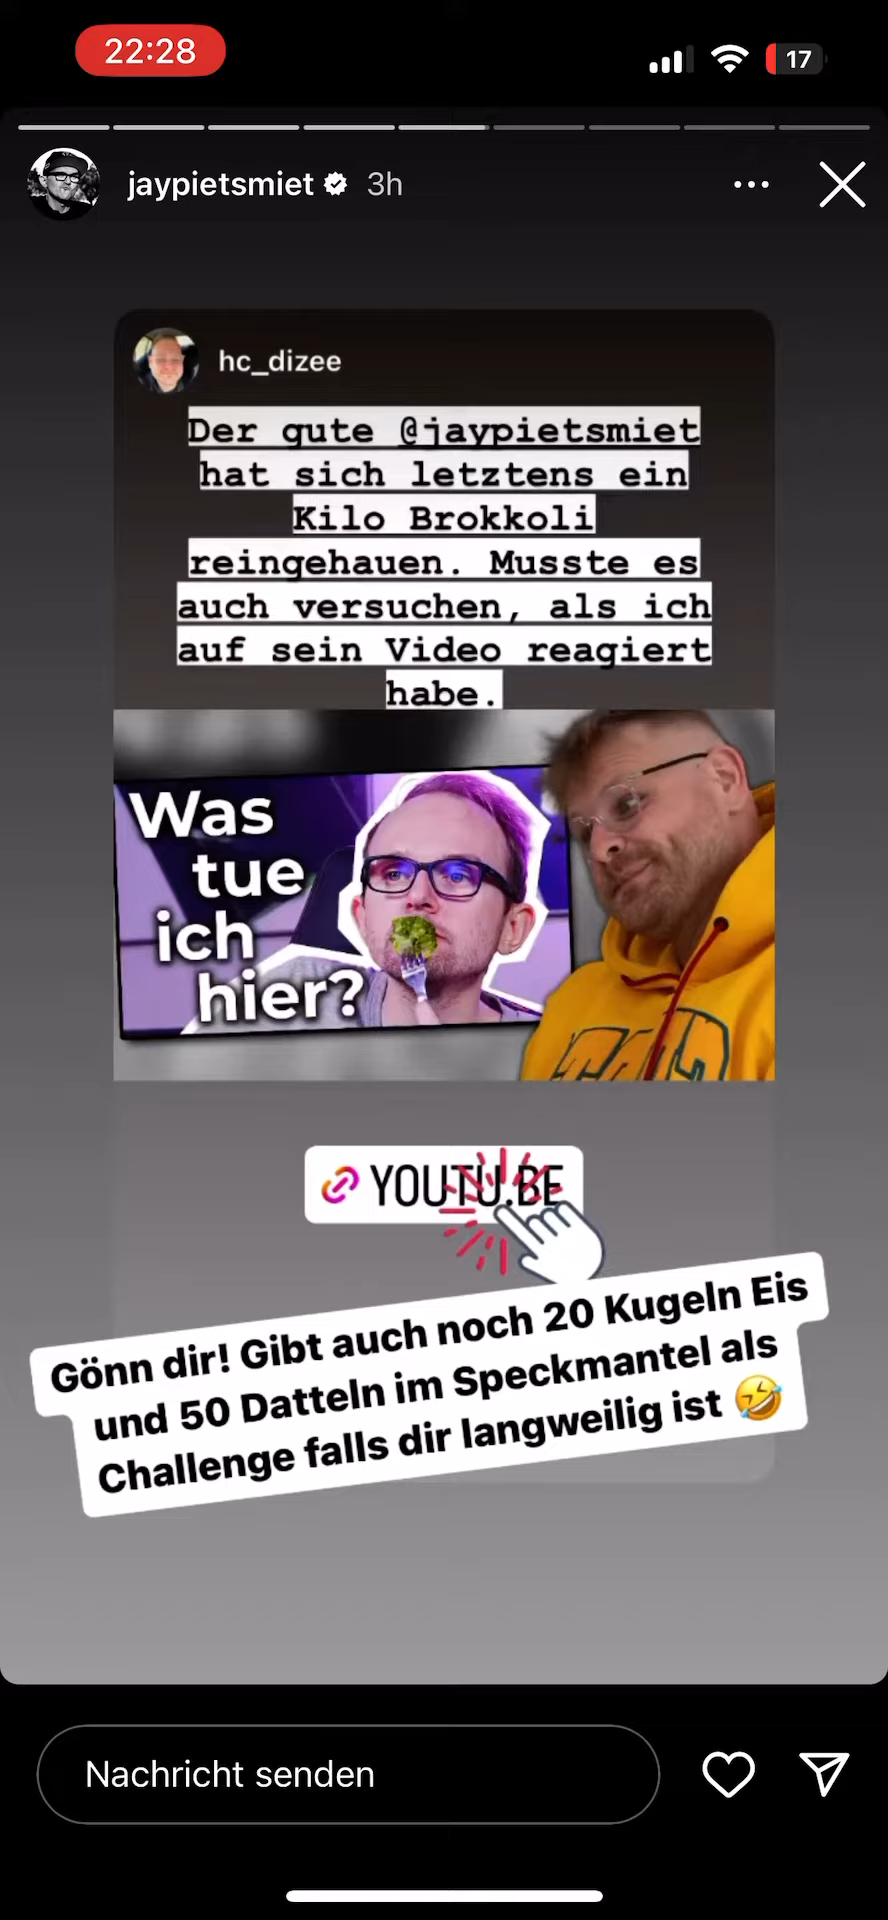 22:28
17
jaypietsmiet 3h
hc_dizee
Der gute @jaypietsmiet
hat sich letztens ein
Kilo Brokkoli
reingehauen. Musste es
auch versuchen, als ich
auf sein Video reagiert
habe.
Was
tue
ich
hier?
YOUTU.BE
Gönn dir! Gibt auch noch 20 Kugeln Eis
und 50 Datteln im Speckmantel als
Challenge falls dir langweilig ist 🤣
Nachricht senden